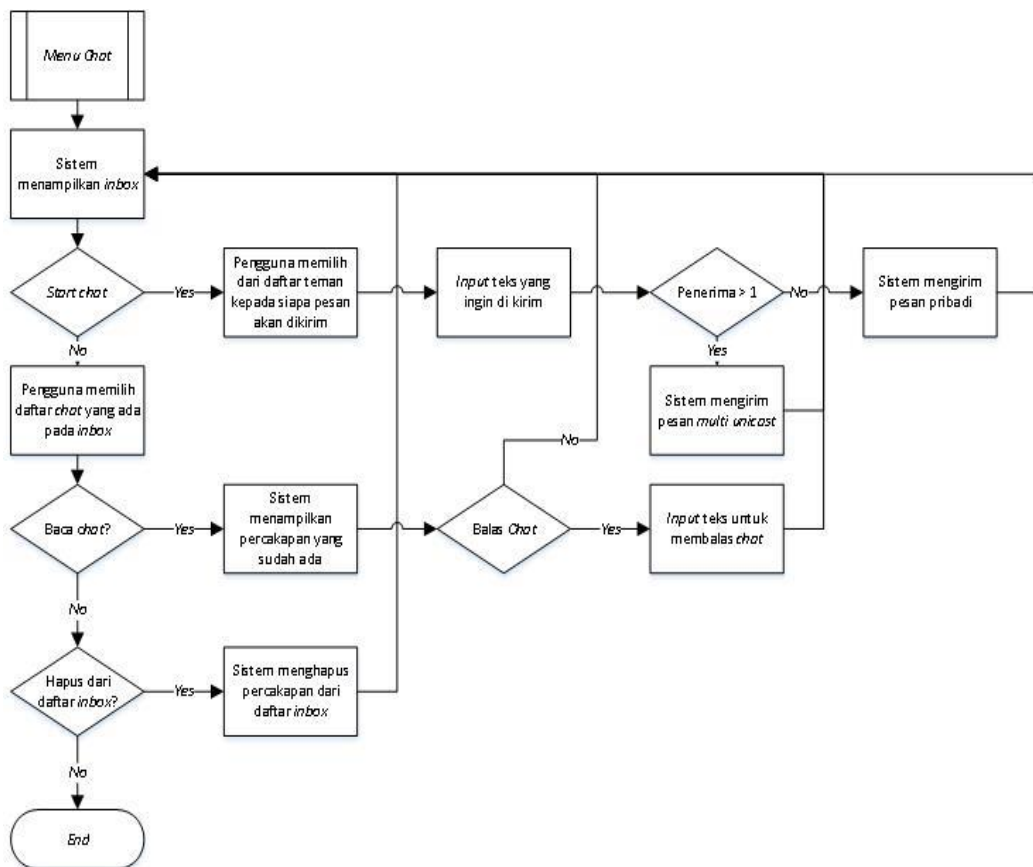 Menu Chat
Sistem
menampilkan inbox
Start chat
Yes
Pengguna memilih
dari daftar teman
kepada siapa pesan
akan dikirim
Input teks yang
ingin di kirim
Penerima > 1
No
Sistem mengirim
pesan pribadi
No
Yes
Pengguna memilih
daftar chat yang ada
pada inbox
Sistem mengirim
pesan multi unicast
No
Baca chat?
Yes
Sistem
menampilkan
percakapan yang
sudah ada
Balas Chat
Yes
Input teks untuk
membalas chat
No
Hapus dari
daftar inbox?
Yes
Sistem menghapus
percakapan dari
daftar inbox
No
End